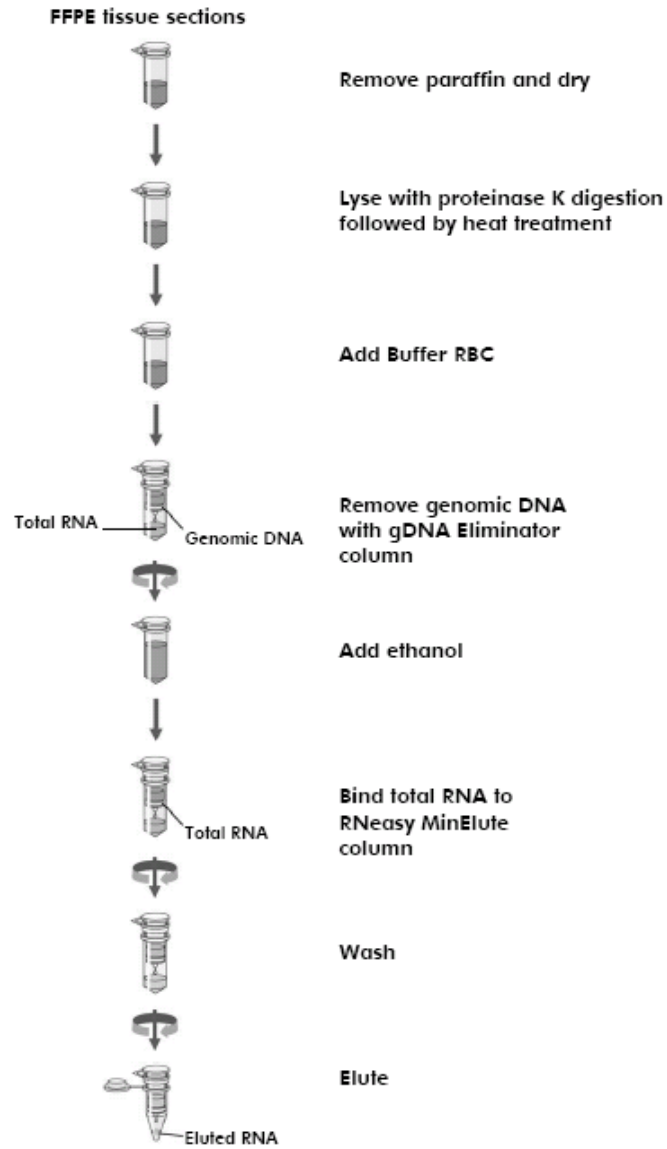 FFPE tissue sections
Remove paraffin and dry
Lyse with proteinase K digestion
followed by heat treatment
Add Buffer RBC
Total RNA
Genomic DNA
Remove genomic DNA
with gDNA Eliminator
column
Add ethanol
Total RNA
Bind total RNA to
RNeasy MinElute
column
Wash
Elute
Eluted RNA